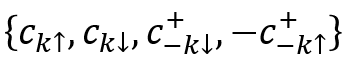 {c_{k↑}, c_{k↓}, c^+_{-k↓}, -c^+_{-k↑}}